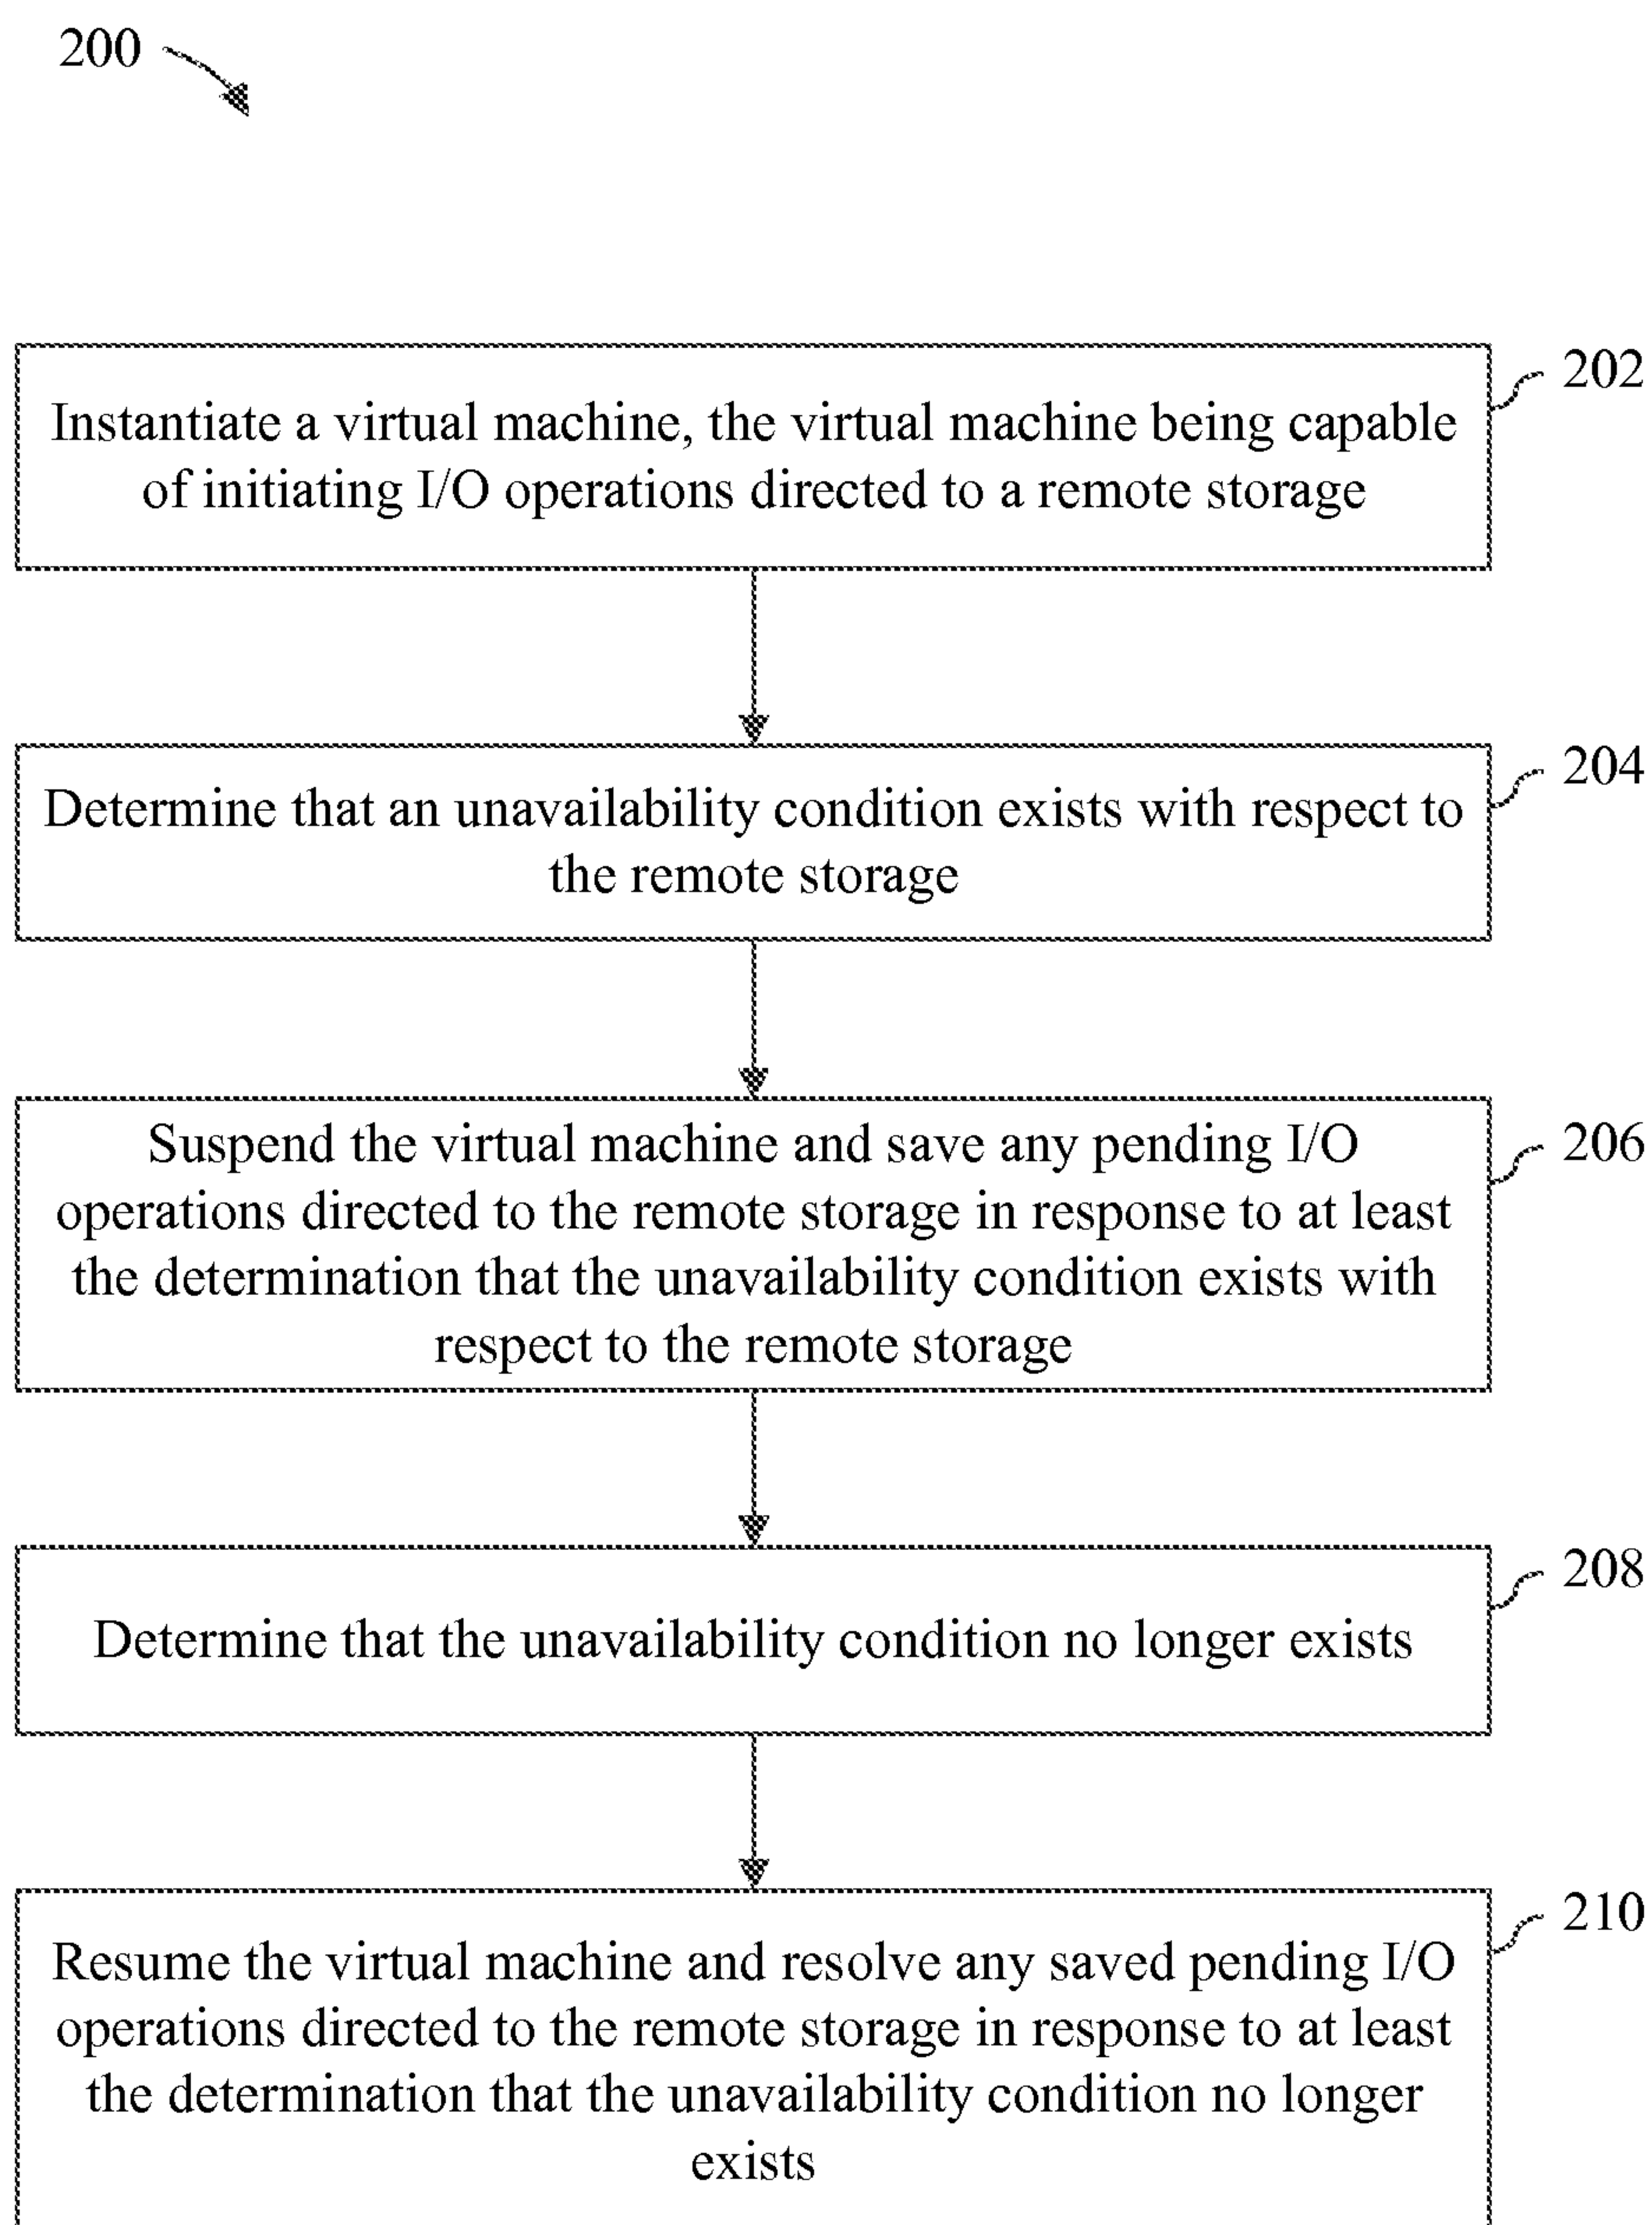 200
202
Instantiate a virtual machine, the virtual machine being capable
of initiating I/O operations directed to a remote storage
204
Determine that an unavailability condition exists with respect to
the remote storage
206
Suspend the virtual machine and save any pending I/O
operations directed to the remote storage in response to at least
the determination that the unavailability condition exists with
respect to the remote storage
208
Determine that the unavailability condition no longer exists
210
Resume the virtual machine and resolve any saved pending I/O
operations directed to the remote storage in response to at least
the determination that the unavailability condition no longer
exists